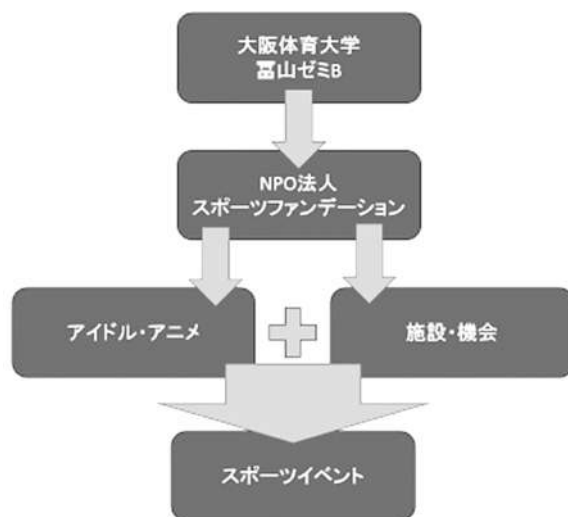 大阪体育大学
冨山ゼミB
NPO法人
スポーツファンデーション
アイドル・アニメ
施設・機会
スポーツイベント